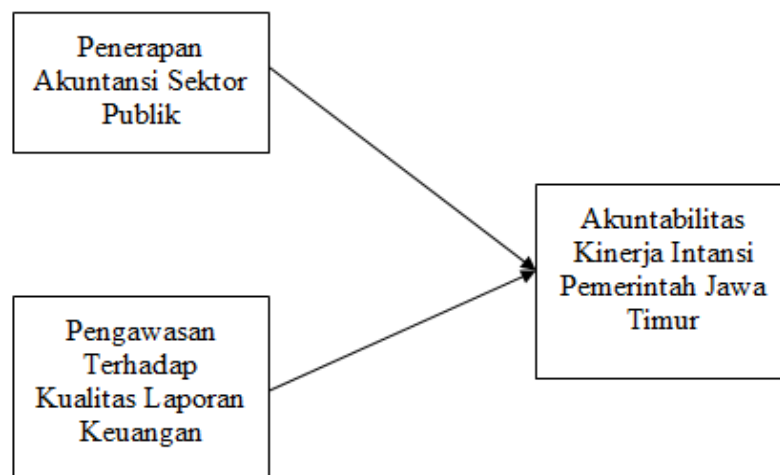 Penerapan
Akuntansi Sektor
Publik
Akuntabilitas
Kinerja Intansi
Pemerintah Jawa
Timur
Pengawasan
Terhadap
Kualitas Laporan
Keuangan